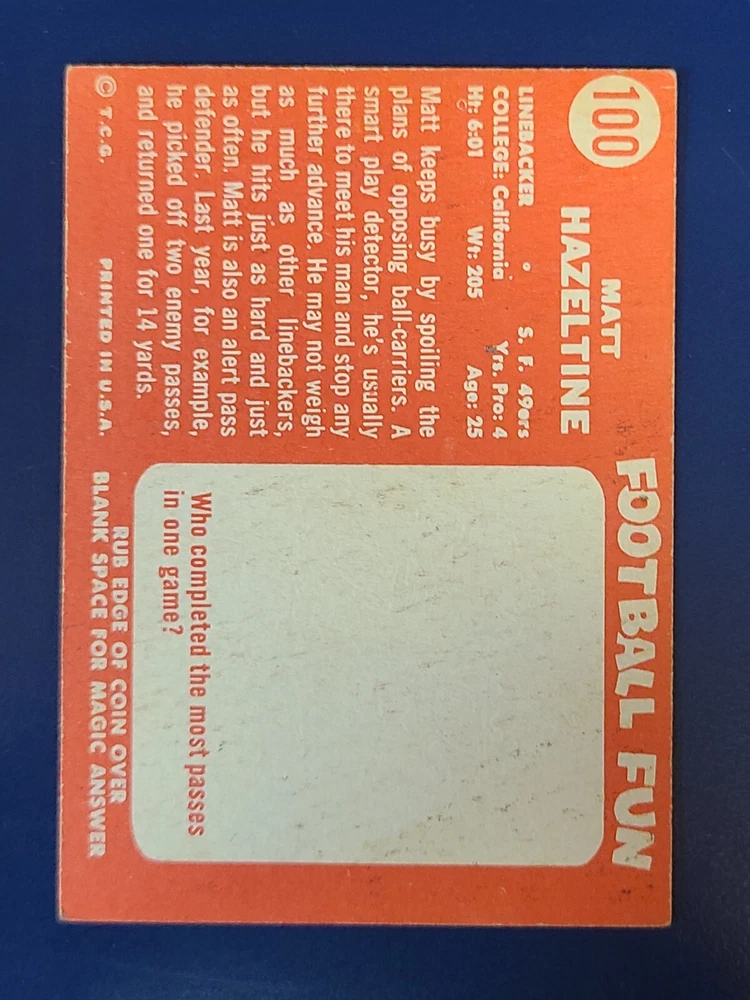 100
MATT
HAZELTINE
LINEBACKER S. F. 49ers
COLLEGE: California Yrs. Pro: 4
Ht: 6-01 Wt: 205 Age: 25
Matt keeps busy by spoiling the
plans of opposing ball-carriers. A
smart play detector, he's usually
there to meet his man and stop any
further advance. He may not weigh
as much as other linebackers,
but he hits just as hard and just
as often. Matt is also an alert pass
defender. Last year, for example,
he picked off two enemy passes,
and returned one for 14 yards.
© T.C.G. PRINTED IN U.S.A.
FOOTBALL FUN
Who completed the most passes
in one game?
RUB EDGE OF COIN OVER
BLANK SPACE FOR MAGIC ANSWER